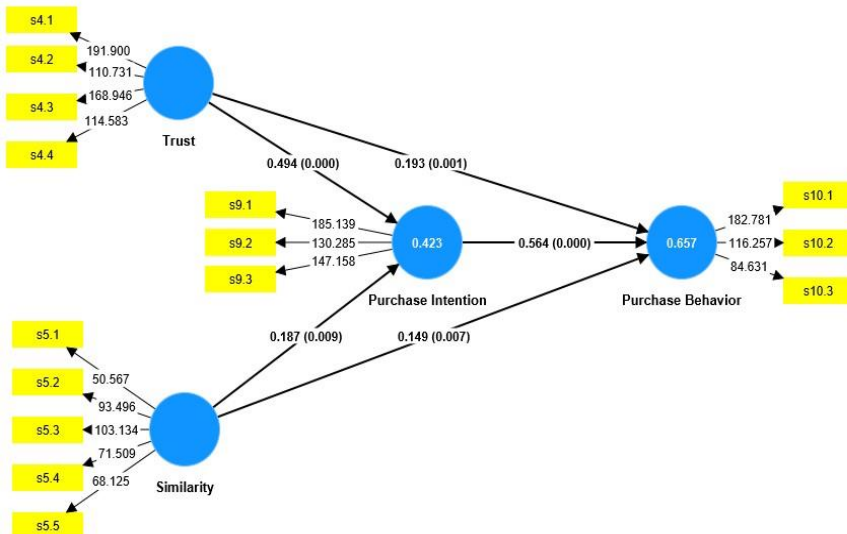 s4.1
191.900
s4.2
110.731
s4.3
168.946
s4.4
114.583
Trust
0.494 (0.000)
0.193 (0.001)
s9.1
185.139
s9.2
130.285
s9.3
147.158
0.423
Purchase Intention
0.564 (0.000)
0.657
Purchase Behavior
182.781
s10.1
116.257
s10.2
84.631
s10.3
0.187 (0.009)
0.149 (0.007)
s5.1
50.567
s5.2
93.496
s5.3
103.134
s5.4
71.509
s5.5
68.125
Similarity